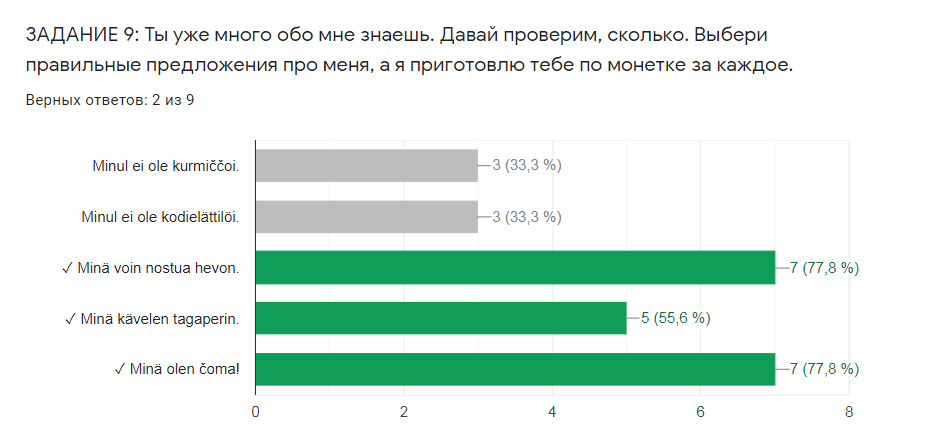 ЗАДАНИЕ 9: Ты уже много обо мне знаешь. Давай проверим, сколько. Выбери
правильные предложения про меня, а я приготовлю тебе по монетке за каждое.
Верных ответов: 2 из 9
Minul ei ole kurmiččoi.
3 (33,3 %)
Minul ei ole kodielättilöi.
3 (33,3 %)
✓ Minä voin nostua hevon.
7 (77,8 %)
✓ Minä kävelen tagaperin.
5 (55,6 %)
✓ Minä olen čoma!
7 (77,8 %)
0 2 4 6 8